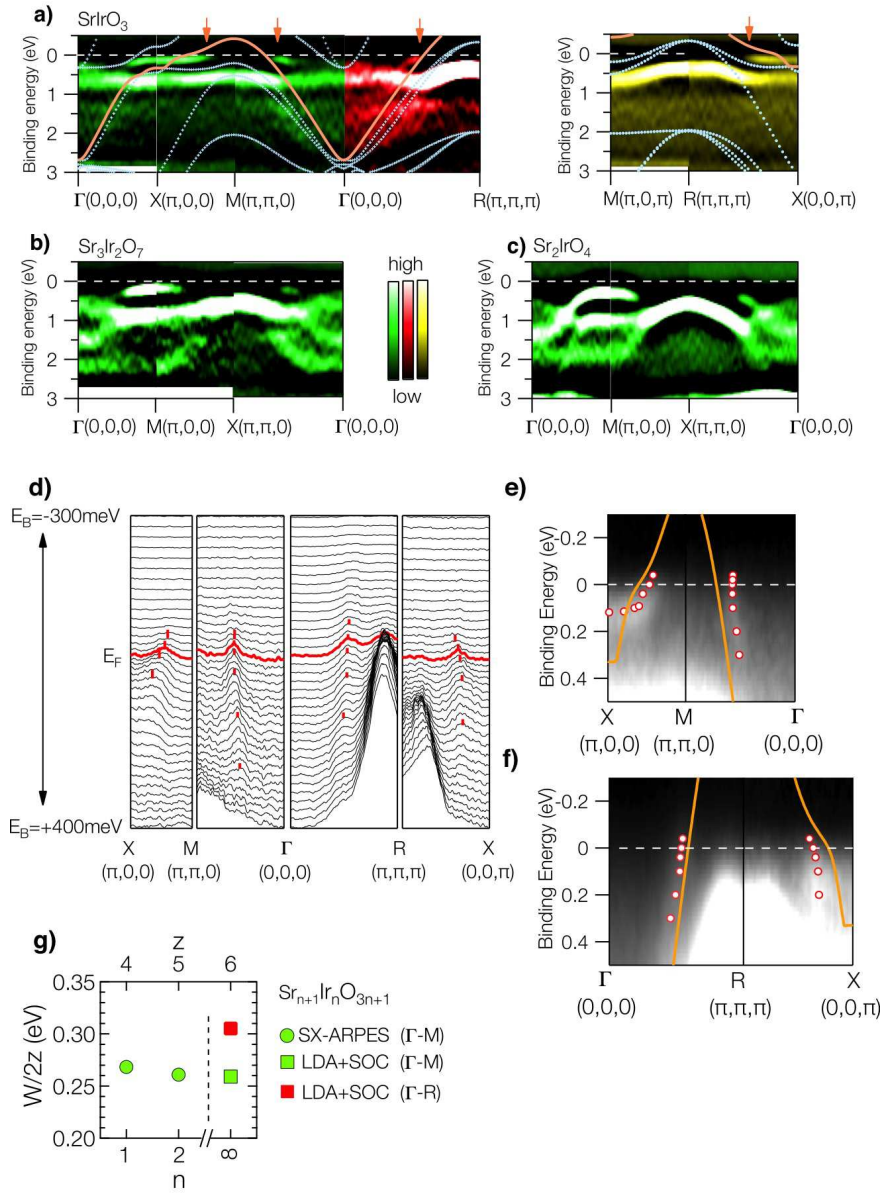 a)
SrIrO3
Binding energy (eV)
0
1
2
3
Γ(0,0,0)
X(π,0,0)
M(π,π,0)
Γ(0,0,0)
R(π,π,π)
Binding energy (eV)
0
1
2
3
M(π,0,π)
R(π,π,π)
X(0,0,π)
b)
Sr3Ir2O7
Binding energy (eV)
0
1
2
3
Γ(0,0,0)
M(π,0,0)
X(π,π,0)
Γ(0,0,0)
high
low
c)
Sr2IrO4
Binding energy (eV)
0
1
2
3
Γ(0,0,0)
M(π,0,0)
X(π,π,0)
Γ(0,0,0)
d)
EB=-300meV
EF
EB=+400meV
X
M
Γ
R
X
(π,0,0)
(π,π,0)
(0,0,0)
(π,π,π)
(0,0,π)
e)
Binding Energy (eV)
-0.2
0
0.2
0.4
X
M
Γ
(π,0,0)
(π,π,0)
(0,0,0)
f)
Binding Energy (eV)
-0.2
0
0.2
0.4
Γ
R
X
(0,0,0)
(π,π,π)
(0,0,π)
g)
z
4
5
6
W/2z (eV)
0.35
0.30
0.25
0.20
1
2
∞
n
Srn+1IrnO3n+1
SX-ARPES (Γ-M)
LDA+SOC (Γ-M)
LDA+SOC (Γ-R)